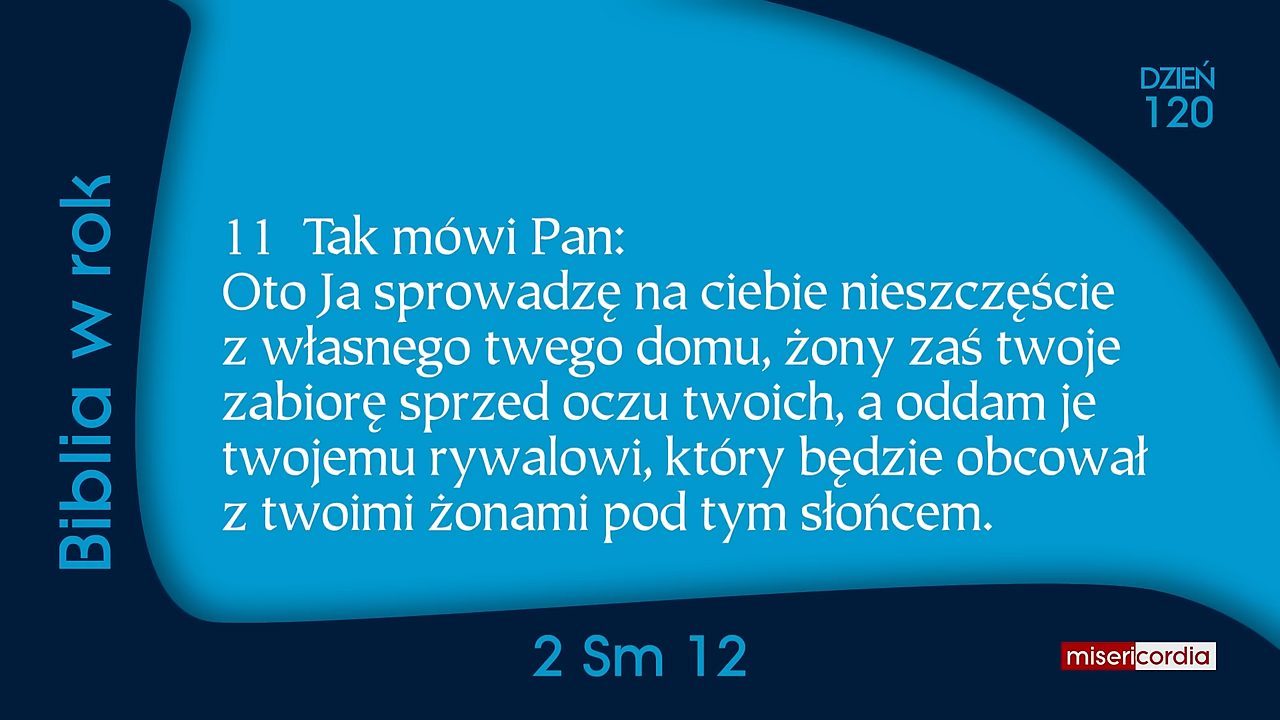 DZIEŃ
120
Biblia w rok
11 Tak mówi Pan:
Oto Ja sprowadzę na ciebie nieszczęście
z własnego twego domu, żony zaś twoje
zabiorę sprzed oczu twoich, a oddam je
twojemu rywalowi, który będzie obcował
z twoimi żonami pod tym słońcem.
2 Sm 12
misericordia